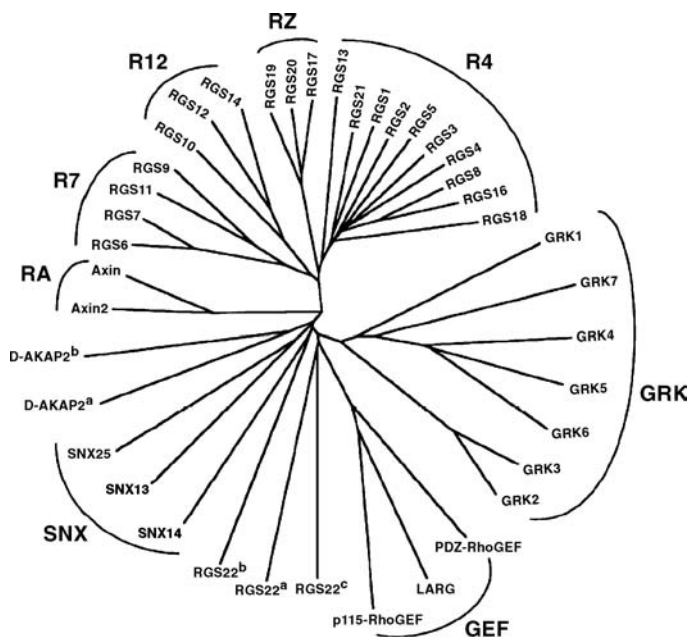 RZ
R12
R4
RGS19
RGS20
RGS17
RGS13
RGS21
RGS1
RGS2
RGS5
RGS3
RGS4
RGS8
RGS16
RGS18
RGS14
RGS12
RGS10
R7
RGS9
RGS11
RGS7
RGS6
RA
Axin
Axin2
D-AKAP2b
D-AKAP2a
SNX25
SNX13
SNX14
SNX
RGS22b
RGS22a
RGS22c
p115-RhoGEF
LARG
PDZ-RhoGEF
GEF
GRK1
GRK7
GRK4
GRK5
GRK6
GRK3
GRK2
GRK